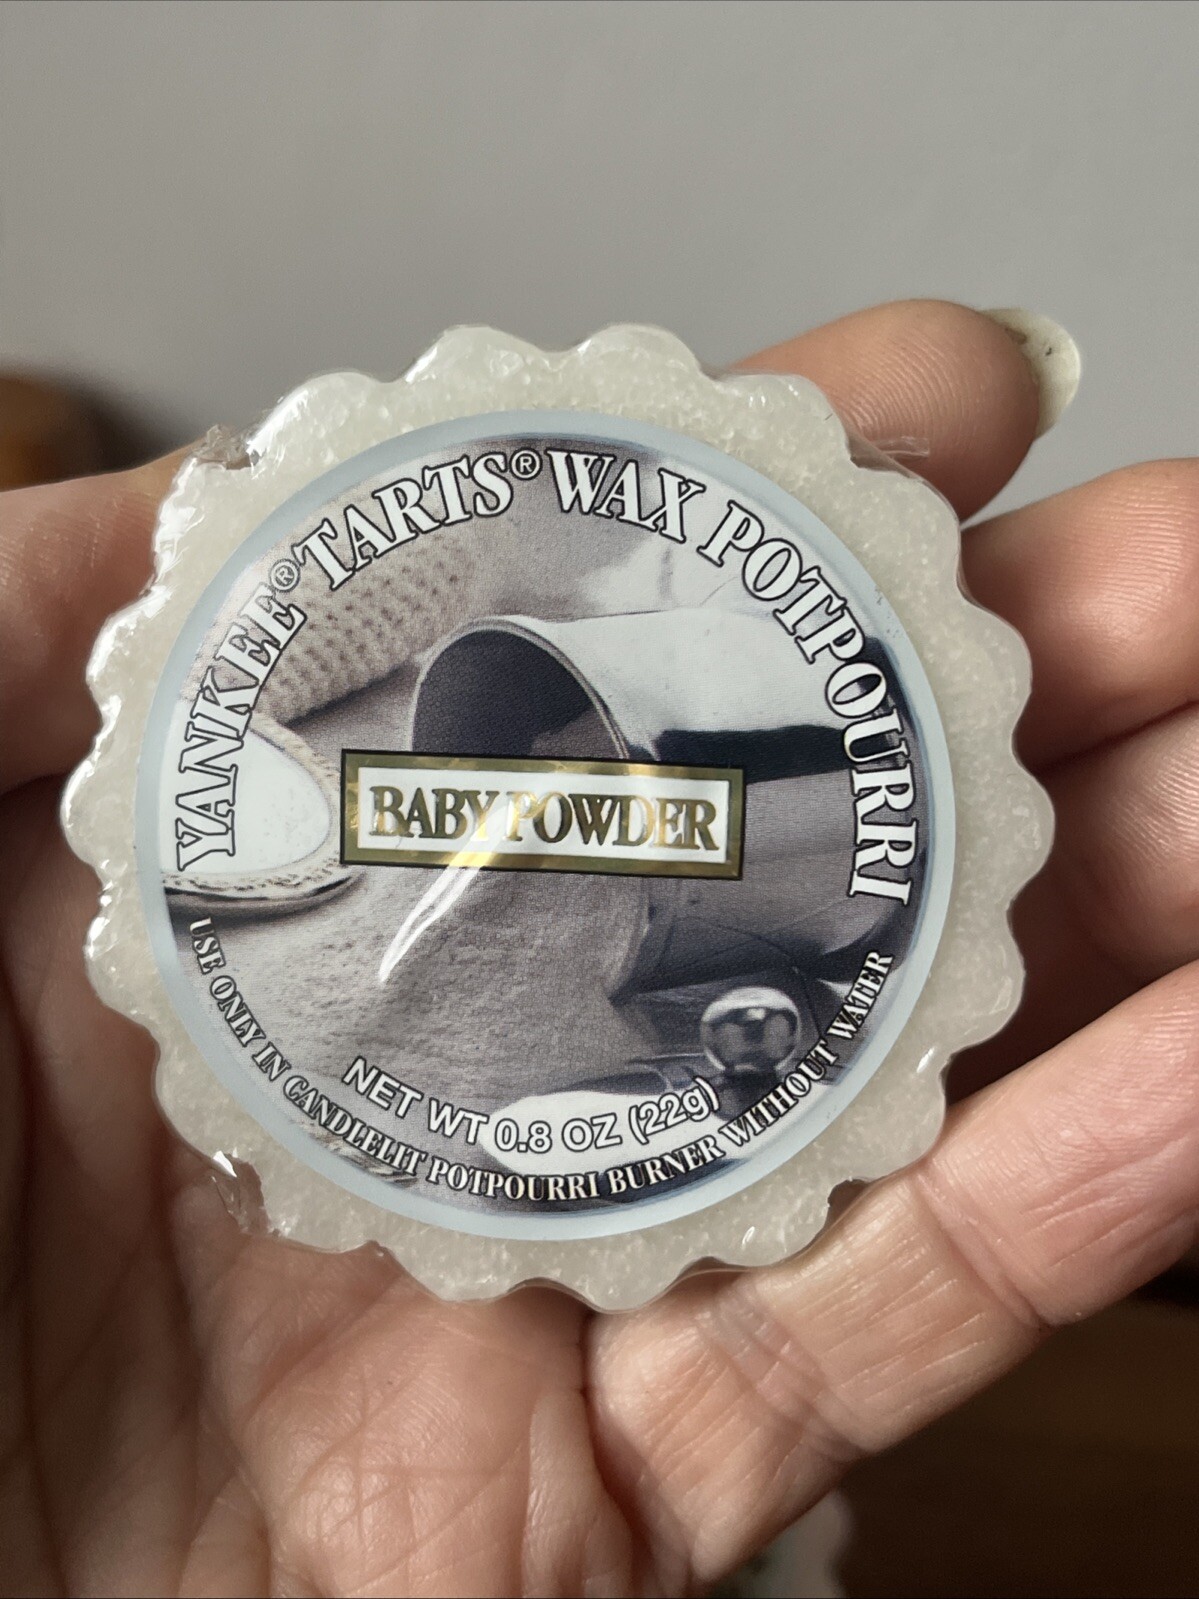 YANKEE® TARTS® WAX POTPOURRI
BABY POWDER
NET WT 0.8 OZ (22g)
USE ONLY IN CANDLELIT POTPOURRI BURNER WITHOUT WATER